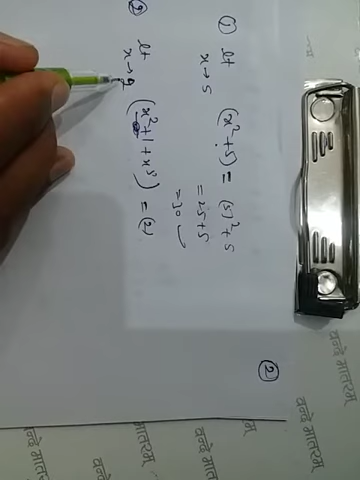 ②
① lt x→5 (x²+5) = (5)²+5
= 25+5
= 30
② lt x→2 (x²+1+x⁵) = (2)
वन्दे मातरम्
वन्दे मातरम्
वन्दे मातरम्
वन्दे मातरम्